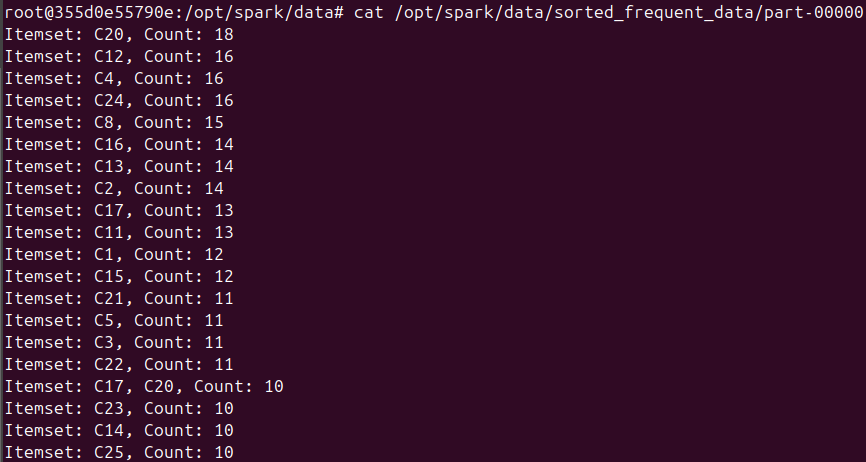 root@355d0e55790e:/opt/spark/data# cat /opt/spark/data/sorted_frequent_data/part-00000
Itemset: C20, Count: 18
Itemset: C12, Count: 16
Itemset: C4, Count: 16
Itemset: C24, Count: 16
Itemset: C8, Count: 15
Itemset: C16, Count: 14
Itemset: C13, Count: 14
Itemset: C2, Count: 14
Itemset: C17, Count: 13
Itemset: C11, Count: 13
Itemset: C1, Count: 12
Itemset: C15, Count: 12
Itemset: C21, Count: 11
Itemset: C5, Count: 11
Itemset: C3, Count: 11
Itemset: C22, Count: 11
Itemset: C17, C20, Count: 10
Itemset: C23, Count: 10
Itemset: C14, Count: 10
Itemset: C25, Count: 10